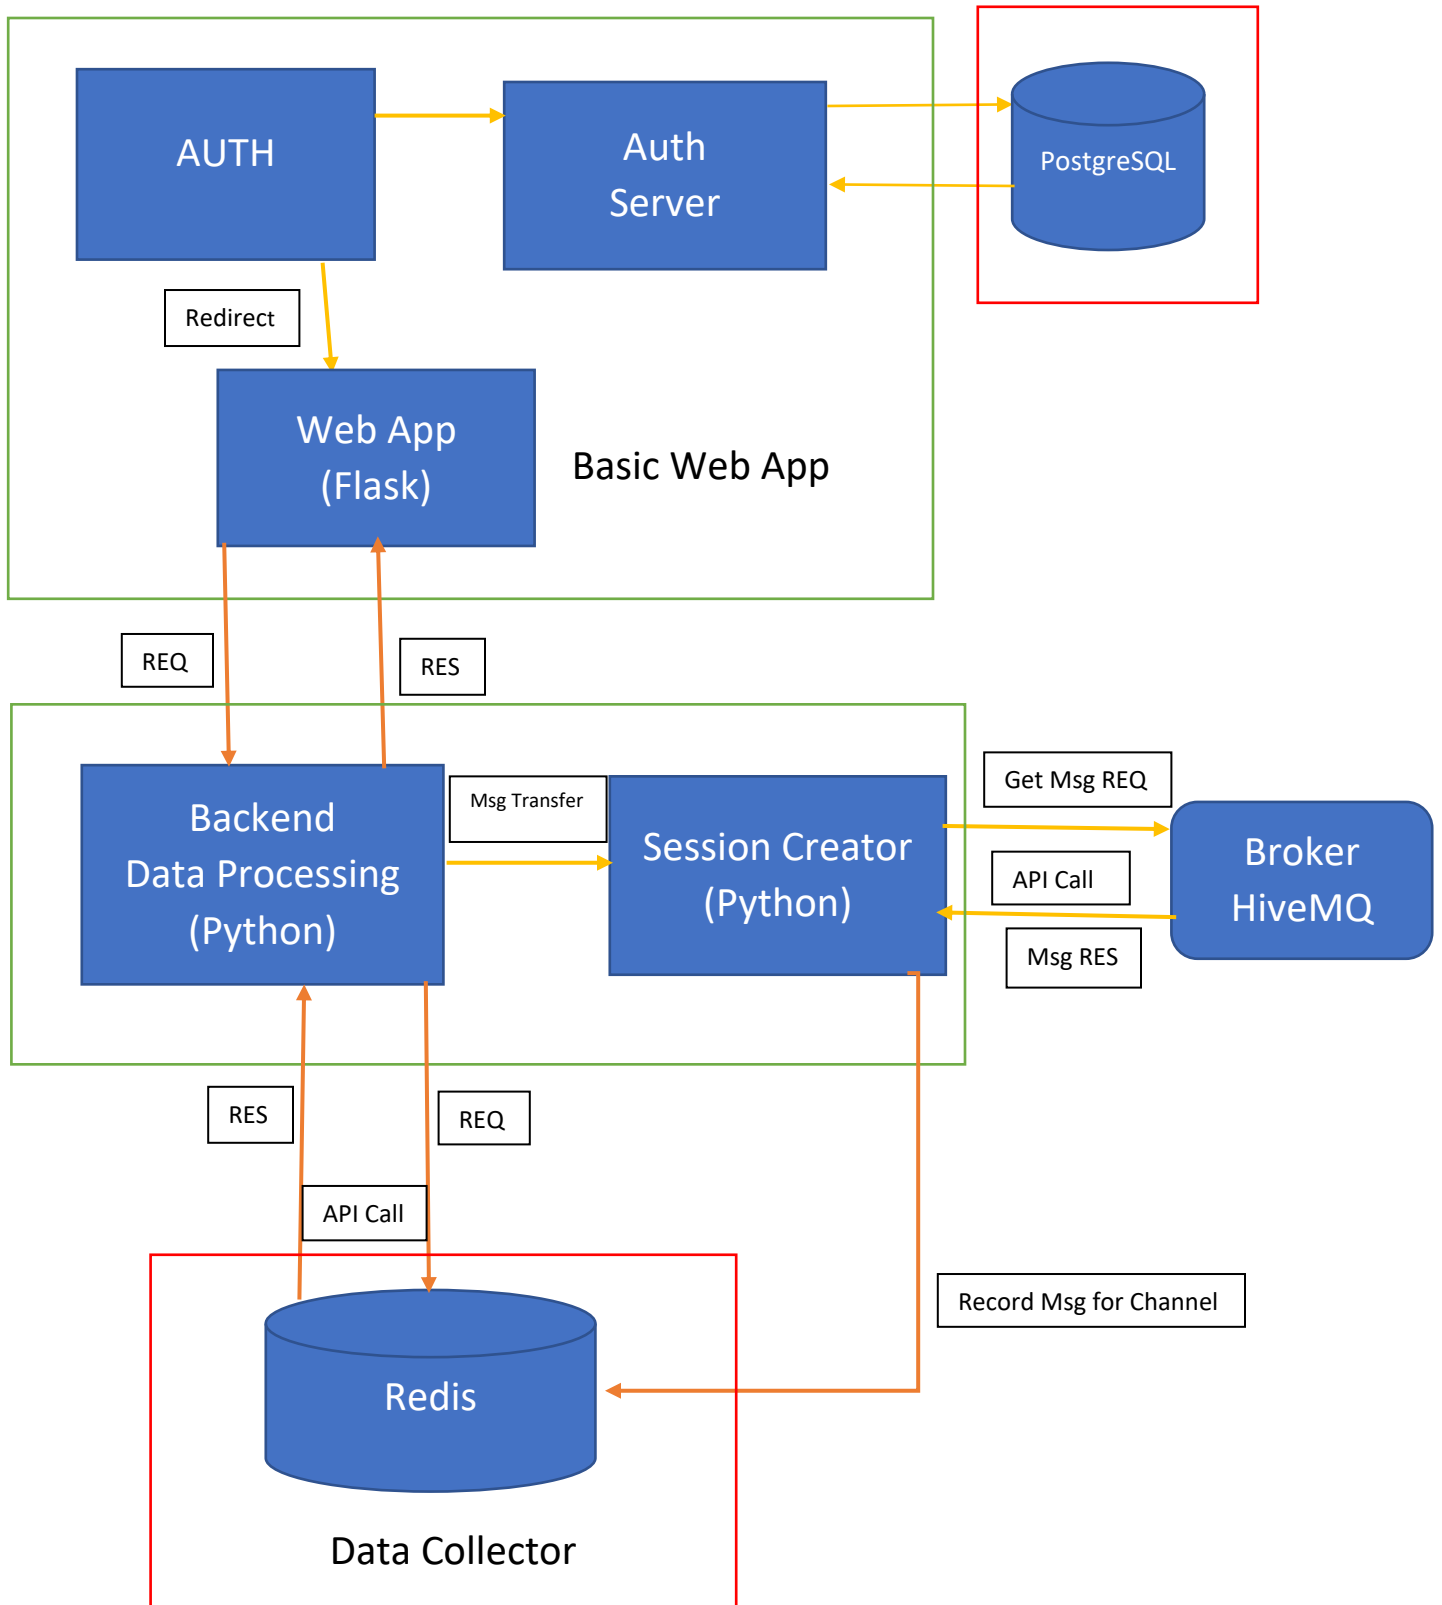 AUTH
Auth
Server
PostgreSQL
Redirect
Web App
(Flask)
Basic Web App
REQ
RES
Backend
Data Processing
(Python)
Msg Transfer
Session Creator
(Python)
Get Msg REQ
API Call
Msg RES
Broker
HiveMQ
RES
REQ
API Call
Record Msg for Channel
Redis
Data Collector